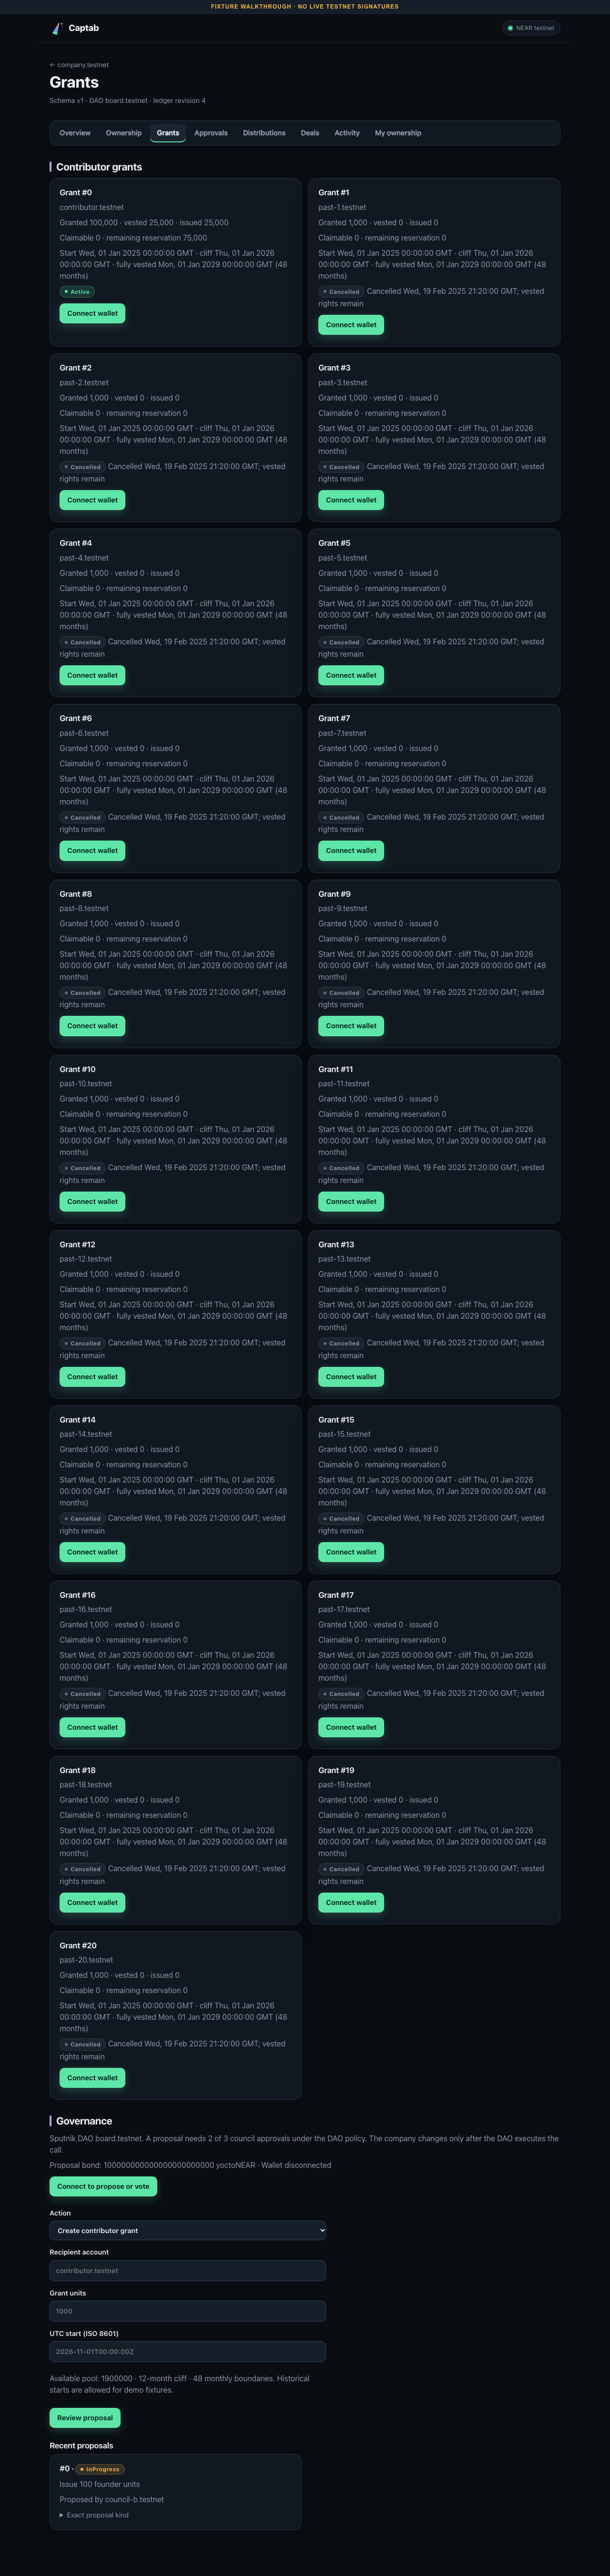 FIXTURE WALKTHROUGH · NO LIVE TESTNET SIGNATURES
Captab
NEAR testnet
← company.testnet
Grants
Schema v1 · DAO board.testnet · ledger revision 4
Overview Ownership Grants Approvals Distributions Deals Activity My ownership
Contributor grants
Grant #0
contributor.testnet
Granted 100,000 · vested 25,000 · issued 25,000
Claimable 0 · remaining reservation 75,000
Start Wed, 01 Jan 2025 00:00:00 GMT · cliff Thu, 01 Jan 2026
00:00:00 GMT · fully vested Mon, 01 Jan 2029 00:00:00 GMT (48
months)
Active
Connect wallet
Grant #1
past-1.testnet
Granted 1,000 · vested 0 · issued 0
Claimable 0 · remaining reservation 0
Start Wed, 01 Jan 2025 00:00:00 GMT · cliff Thu, 01 Jan 2026
00:00:00 GMT · fully vested Mon, 01 Jan 2029 00:00:00 GMT (48
months)
Cancelled Cancelled Wed, 19 Feb 2025 21:20:00 GMT; vested
rights remain
Connect wallet
Grant #2
past-2.testnet
Granted 1,000 · vested 0 · issued 0
Claimable 0 · remaining reservation 0
Start Wed, 01 Jan 2025 00:00:00 GMT · cliff Thu, 01 Jan 2026
00:00:00 GMT · fully vested Mon, 01 Jan 2029 00:00:00 GMT (48
months)
Cancelled Cancelled Wed, 19 Feb 2025 21:20:00 GMT; vested
rights remain
Connect wallet
Grant #3
past-3.testnet
Granted 1,000 · vested 0 · issued 0
Claimable 0 · remaining reservation 0
Start Wed, 01 Jan 2025 00:00:00 GMT · cliff Thu, 01 Jan 2026
00:00:00 GMT · fully vested Mon, 01 Jan 2029 00:00:00 GMT (48
months)
Cancelled Cancelled Wed, 19 Feb 2025 21:20:00 GMT; vested
rights remain
Connect wallet
Grant #4
past-4.testnet
Granted 1,000 · vested 0 · issued 0
Claimable 0 · remaining reservation 0
Start Wed, 01 Jan 2025 00:00:00 GMT · cliff Thu, 01 Jan 2026
00:00:00 GMT · fully vested Mon, 01 Jan 2029 00:00:00 GMT (48
months)
Cancelled Cancelled Wed, 19 Feb 2025 21:20:00 GMT; vested
rights remain
Connect wallet
Grant #5
past-5.testnet
Granted 1,000 · vested 0 · issued 0
Claimable 0 · remaining reservation 0
Start Wed, 01 Jan 2025 00:00:00 GMT · cliff Thu, 01 Jan 2026
00:00:00 GMT · fully vested Mon, 01 Jan 2029 00:00:00 GMT (48
months)
Cancelled Cancelled Wed, 19 Feb 2025 21:20:00 GMT; vested
rights remain
Connect wallet
Grant #6
past-6.testnet
Granted 1,000 · vested 0 · issued 0
Claimable 0 · remaining reservation 0
Start Wed, 01 Jan 2025 00:00:00 GMT · cliff Thu, 01 Jan 2026
00:00:00 GMT · fully vested Mon, 01 Jan 2029 00:00:00 GMT (48
months)
Cancelled Cancelled Wed, 19 Feb 2025 21:20:00 GMT; vested
rights remain
Connect wallet
Grant #7
past-7.testnet
Granted 1,000 · vested 0 · issued 0
Claimable 0 · remaining reservation 0
Start Wed, 01 Jan 2025 00:00:00 GMT · cliff Thu, 01 Jan 2026
00:00:00 GMT · fully vested Mon, 01 Jan 2029 00:00:00 GMT (48
months)
Cancelled Cancelled Wed, 19 Feb 2025 21:20:00 GMT; vested
rights remain
Connect wallet
Grant #8
past-8.testnet
Granted 1,000 · vested 0 · issued 0
Claimable 0 · remaining reservation 0
Start Wed, 01 Jan 2025 00:00:00 GMT · cliff Thu, 01 Jan 2026
00:00:00 GMT · fully vested Mon, 01 Jan 2029 00:00:00 GMT (48
months)
Cancelled Cancelled Wed, 19 Feb 2025 21:20:00 GMT; vested
rights remain
Connect wallet
Grant #9
past-9.testnet
Granted 1,000 · vested 0 · issued 0
Claimable 0 · remaining reservation 0
Start Wed, 01 Jan 2025 00:00:00 GMT · cliff Thu, 01 Jan 2026
00:00:00 GMT · fully vested Mon, 01 Jan 2029 00:00:00 GMT (48
months)
Cancelled Cancelled Wed, 19 Feb 2025 21:20:00 GMT; vested
rights remain
Connect wallet
Grant #10
past-10.testnet
Granted 1,000 · vested 0 · issued 0
Claimable 0 · remaining reservation 0
Start Wed, 01 Jan 2025 00:00:00 GMT · cliff Thu, 01 Jan 2026
00:00:00 GMT · fully vested Mon, 01 Jan 2029 00:00:00 GMT (48
months)
Cancelled Cancelled Wed, 19 Feb 2025 21:20:00 GMT; vested
rights remain
Connect wallet
Grant #11
past-11.testnet
Granted 1,000 · vested 0 · issued 0
Claimable 0 · remaining reservation 0
Start Wed, 01 Jan 2025 00:00:00 GMT · cliff Thu, 01 Jan 2026
00:00:00 GMT · fully vested Mon, 01 Jan 2029 00:00:00 GMT (48
months)
Cancelled Cancelled Wed, 19 Feb 2025 21:20:00 GMT; vested
rights remain
Connect wallet
Grant #12
past-12.testnet
Granted 1,000 · vested 0 · issued 0
Claimable 0 · remaining reservation 0
Start Wed, 01 Jan 2025 00:00:00 GMT · cliff Thu, 01 Jan 2026
00:00:00 GMT · fully vested Mon, 01 Jan 2029 00:00:00 GMT (48
months)
Cancelled Cancelled Wed, 19 Feb 2025 21:20:00 GMT; vested
rights remain
Connect wallet
Grant #13
past-13.testnet
Granted 1,000 · vested 0 · issued 0
Claimable 0 · remaining reservation 0
Start Wed, 01 Jan 2025 00:00:00 GMT · cliff Thu, 01 Jan 2026
00:00:00 GMT · fully vested Mon, 01 Jan 2029 00:00:00 GMT (48
months)
Cancelled Cancelled Wed, 19 Feb 2025 21:20:00 GMT; vested
rights remain
Connect wallet
Grant #14
past-14.testnet
Granted 1,000 · vested 0 · issued 0
Claimable 0 · remaining reservation 0
Start Wed, 01 Jan 2025 00:00:00 GMT · cliff Thu, 01 Jan 2026
00:00:00 GMT · fully vested Mon, 01 Jan 2029 00:00:00 GMT (48
months)
Cancelled Cancelled Wed, 19 Feb 2025 21:20:00 GMT; vested
rights remain
Connect wallet
Grant #15
past-15.testnet
Granted 1,000 · vested 0 · issued 0
Claimable 0 · remaining reservation 0
Start Wed, 01 Jan 2025 00:00:00 GMT · cliff Thu, 01 Jan 2026
00:00:00 GMT · fully vested Mon, 01 Jan 2029 00:00:00 GMT (48
months)
Cancelled Cancelled Wed, 19 Feb 2025 21:20:00 GMT; vested
rights remain
Connect wallet
Grant #16
past-16.testnet
Granted 1,000 · vested 0 · issued 0
Claimable 0 · remaining reservation 0
Start Wed, 01 Jan 2025 00:00:00 GMT · cliff Thu, 01 Jan 2026
00:00:00 GMT · fully vested Mon, 01 Jan 2029 00:00:00 GMT (48
months)
Cancelled Cancelled Wed, 19 Feb 2025 21:20:00 GMT; vested
rights remain
Connect wallet
Grant #17
past-17.testnet
Granted 1,000 · vested 0 · issued 0
Claimable 0 · remaining reservation 0
Start Wed, 01 Jan 2025 00:00:00 GMT · cliff Thu, 01 Jan 2026
00:00:00 GMT · fully vested Mon, 01 Jan 2029 00:00:00 GMT (48
months)
Cancelled Cancelled Wed, 19 Feb 2025 21:20:00 GMT; vested
rights remain
Connect wallet
Grant #18
past-18.testnet
Granted 1,000 · vested 0 · issued 0
Claimable 0 · remaining reservation 0
Start Wed, 01 Jan 2025 00:00:00 GMT · cliff Thu, 01 Jan 2026
00:00:00 GMT · fully vested Mon, 01 Jan 2029 00:00:00 GMT (48
months)
Cancelled Cancelled Wed, 19 Feb 2025 21:20:00 GMT; vested
rights remain
Connect wallet
Grant #19
past-19.testnet
Granted 1,000 · vested 0 · issued 0
Claimable 0 · remaining reservation 0
Start Wed, 01 Jan 2025 00:00:00 GMT · cliff Thu, 01 Jan 2026
00:00:00 GMT · fully vested Mon, 01 Jan 2029 00:00:00 GMT (48
months)
Cancelled Cancelled Wed, 19 Feb 2025 21:20:00 GMT; vested
rights remain
Connect wallet
Grant #20
past-20.testnet
Granted 1,000 · vested 0 · issued 0
Claimable 0 · remaining reservation 0
Start Wed, 01 Jan 2025 00:00:00 GMT · cliff Thu, 01 Jan 2026
00:00:00 GMT · fully vested Mon, 01 Jan 2029 00:00:00 GMT (48
months)
Cancelled Cancelled Wed, 19 Feb 2025 21:20:00 GMT; vested
rights remain
Connect wallet
Governance
Sputnik DAO board.testnet. A proposal needs 2 of 3 council approvals under the DAO policy. The company changes only after the DAO executes the
call.
Proposal bond: 100000000000000000000000 yoctoNEAR · Wallet disconnected
Connect to propose or vote
Action
Create contributor grant
Recipient account
contributor.testnet
Grant units
1000
UTC start (ISO 8601)
2026-11-01T00:00:00Z
Available pool: 1900000 · 12-month cliff · 48 monthly boundaries. Historical
starts are allowed for demo fixtures.
Review proposal
Recent proposals
#0 · InProgress
Issue 100 founder units
Proposed by council-b.testnet
▶ Exact proposal kind